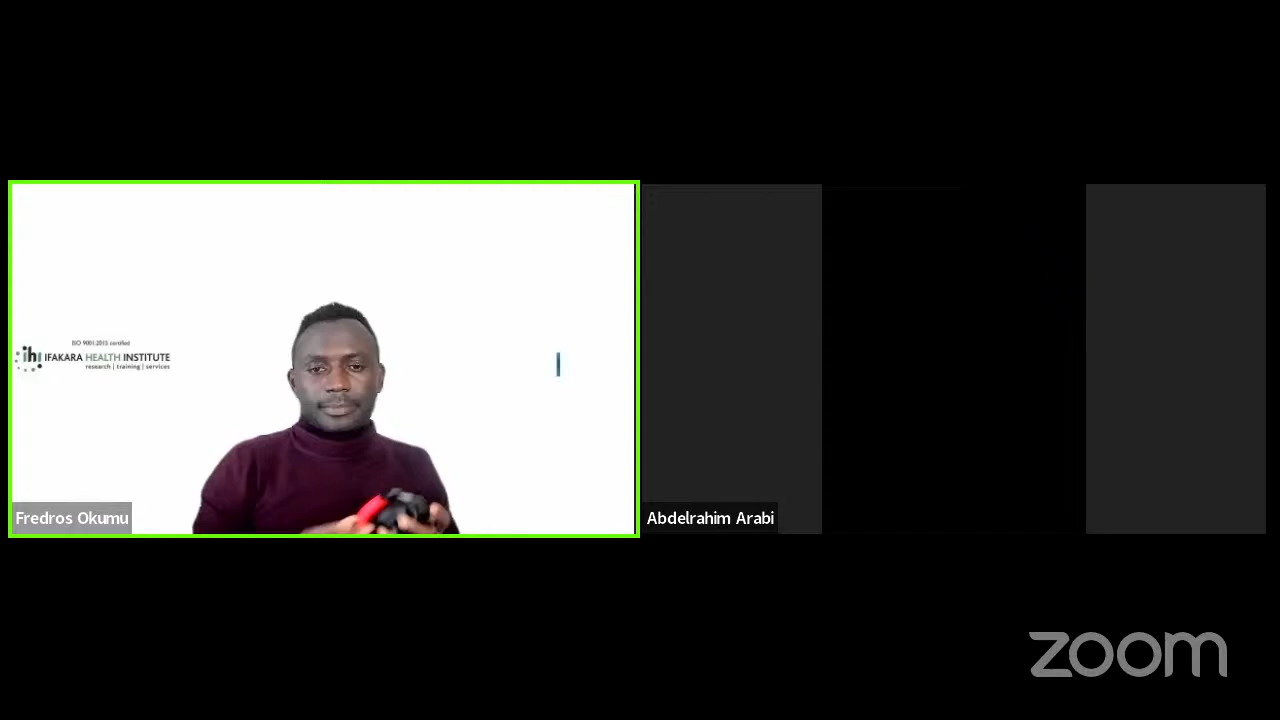 ISO 9001:2015 certified
ihi IFAKARA HEALTH INSTITUTE
research | training | services
Fredros Okumu
Abdelrahim Arabi
zoom